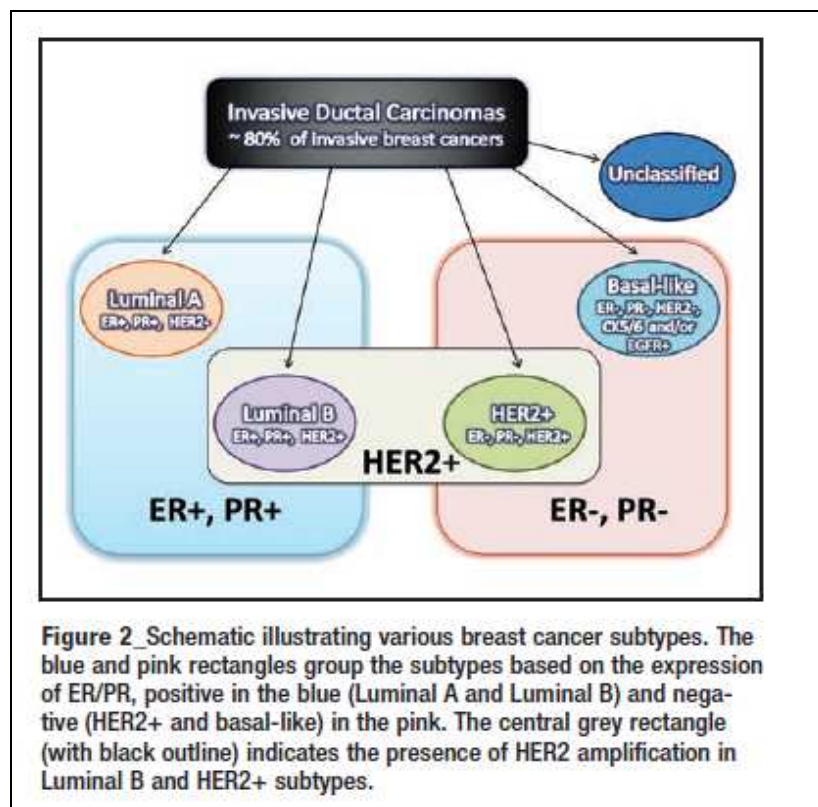 Invasive Ductal Carcinomas
~ 80% of invasive breast cancers
Unclassified
Luminal A
ER+, PR+, HER2-
Basal-like
ER-, PR-, HER2-,
CK5/6 and/or
EGFR+
Luminal B
ER+, PR+, HER2+
HER2+
ER-, PR-, HER2+
HER2+
ER+, PR+
ER-, PR-
Figure 2_Schematic illustrating various breast cancer subtypes. The
blue and pink rectangles group the subtypes based on the expression
of ER/PR, positive in the blue (Luminal A and Luminal B) and nega-
tive (HER2+ and basal-like) in the pink. The central grey rectangle
(with black outline) indicates the presence of HER2 amplification in
Luminal B and HER2+ subtypes.